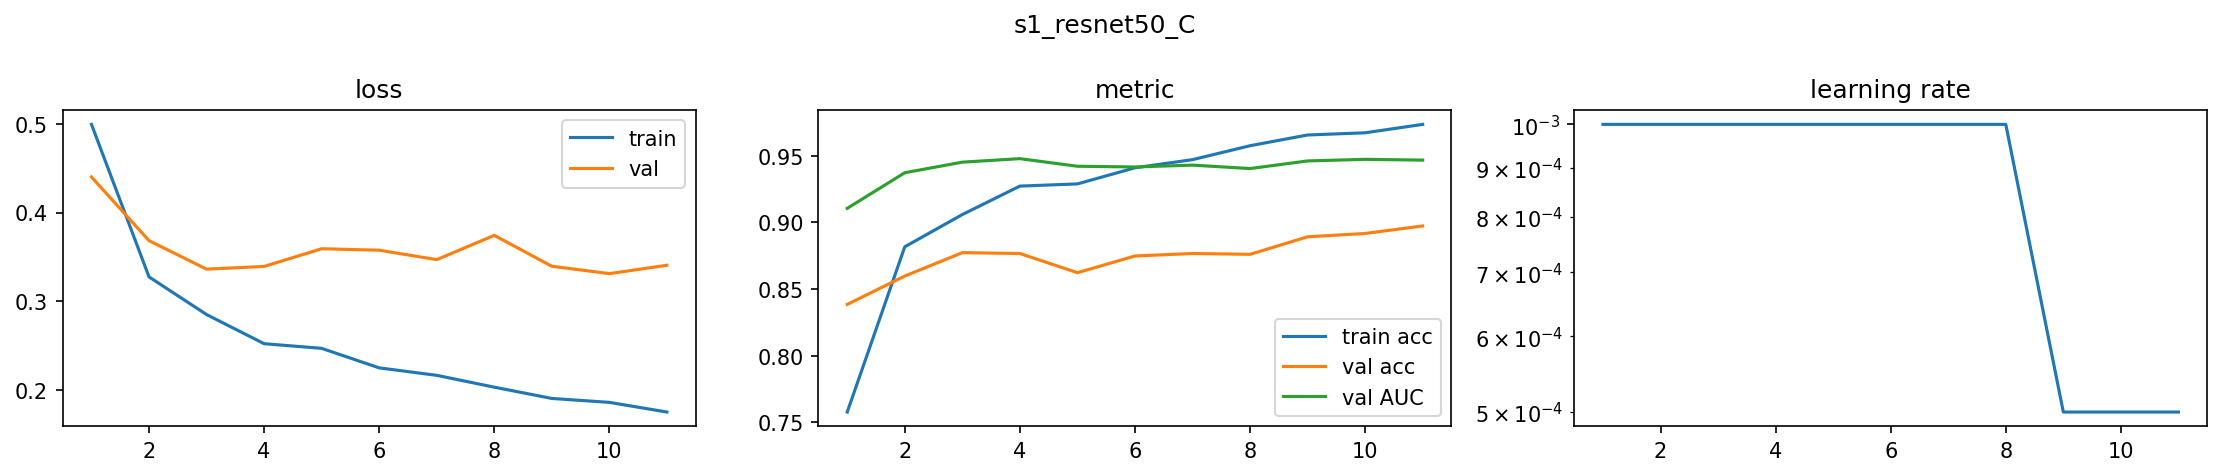 s1_resnet50_C
loss
0.5
0.4
0.3
0.2
2 4 6 8 10
train
val
metric
0.95
0.90
0.85
0.80
0.75
2 4 6 8 10
train acc
val acc
val AUC
learning rate
10⁻³
9 × 10⁻⁴
8 × 10⁻⁴
7 × 10⁻⁴
6 × 10⁻⁴
5 × 10⁻⁴
2 4 6 8 10